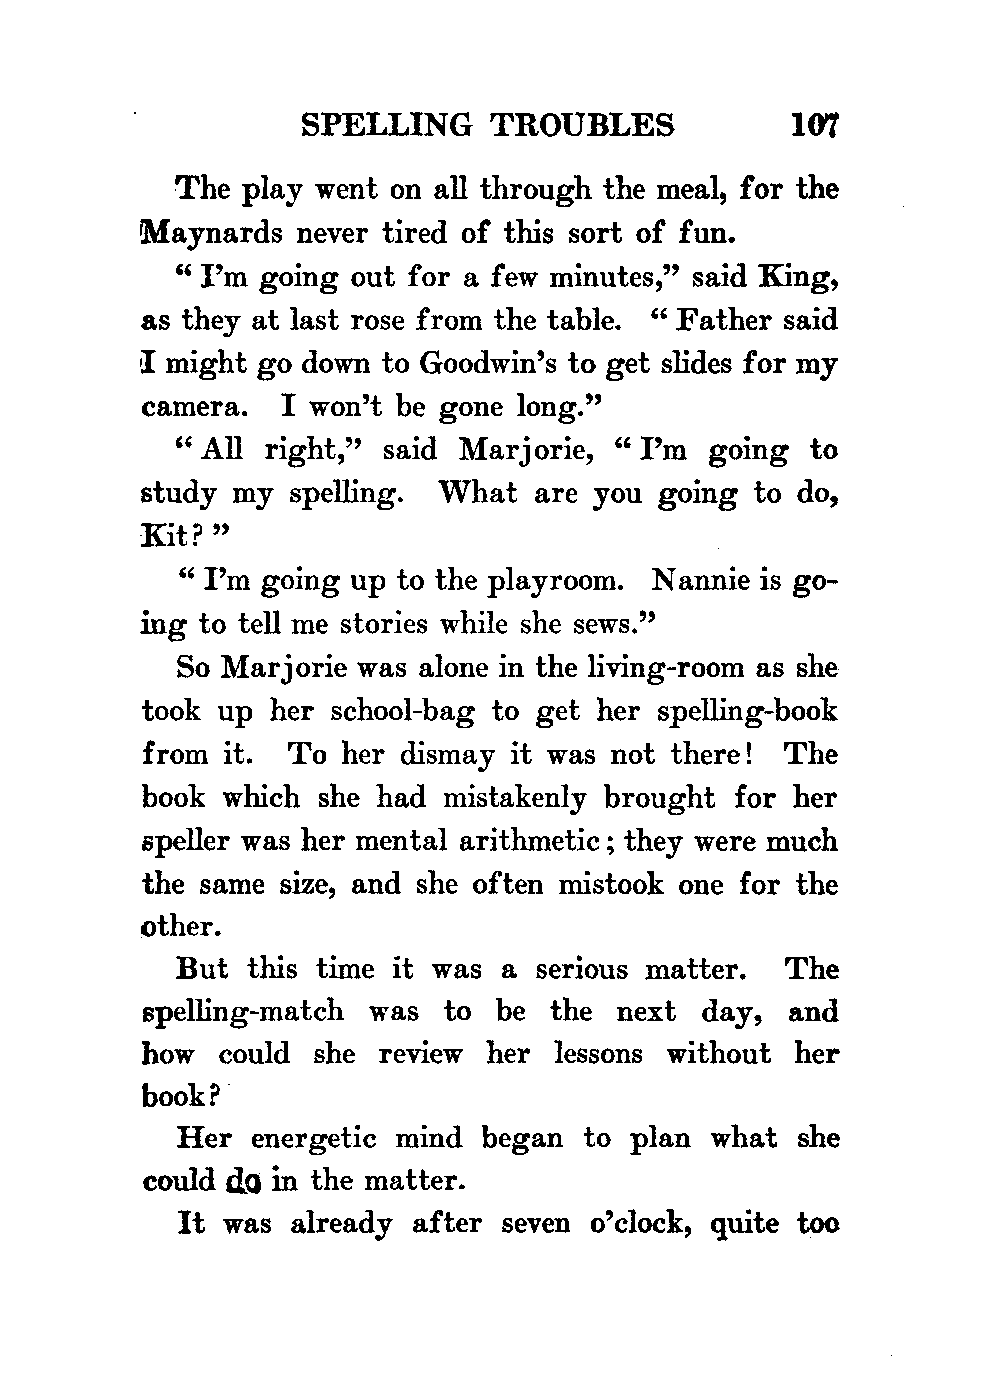 SPELLING TROUBLES 107
The play went on all through the meal, for the
Maynards never tired of this sort of fun.
“ I’m going out for a few minutes,” said King,
as they at last rose from the table. “ Father said
I might go down to Goodwin’s to get slides for my
camera. I won’t be gone long.”
“ All right,” said Marjorie, “ I’m going to
study my spelling. What are you going to do,
Kit? ”
“ I’m going up to the playroom. Nannie is go-
ing to tell me stories while she sews.”
So Marjorie was alone in the living-room as she
took up her school-bag to get her spelling-book
from it. To her dismay it was not there! The
book which she had mistakenly brought for her
speller was her mental arithmetic; they were much
the same size, and she often mistook one for the
other.
But this time it was a serious matter. The
spelling-match was to be the next day, and
how could she review her lessons without her
book?
Her energetic mind began to plan what she
could do in the matter.
It was already after seven o’clock, quite too